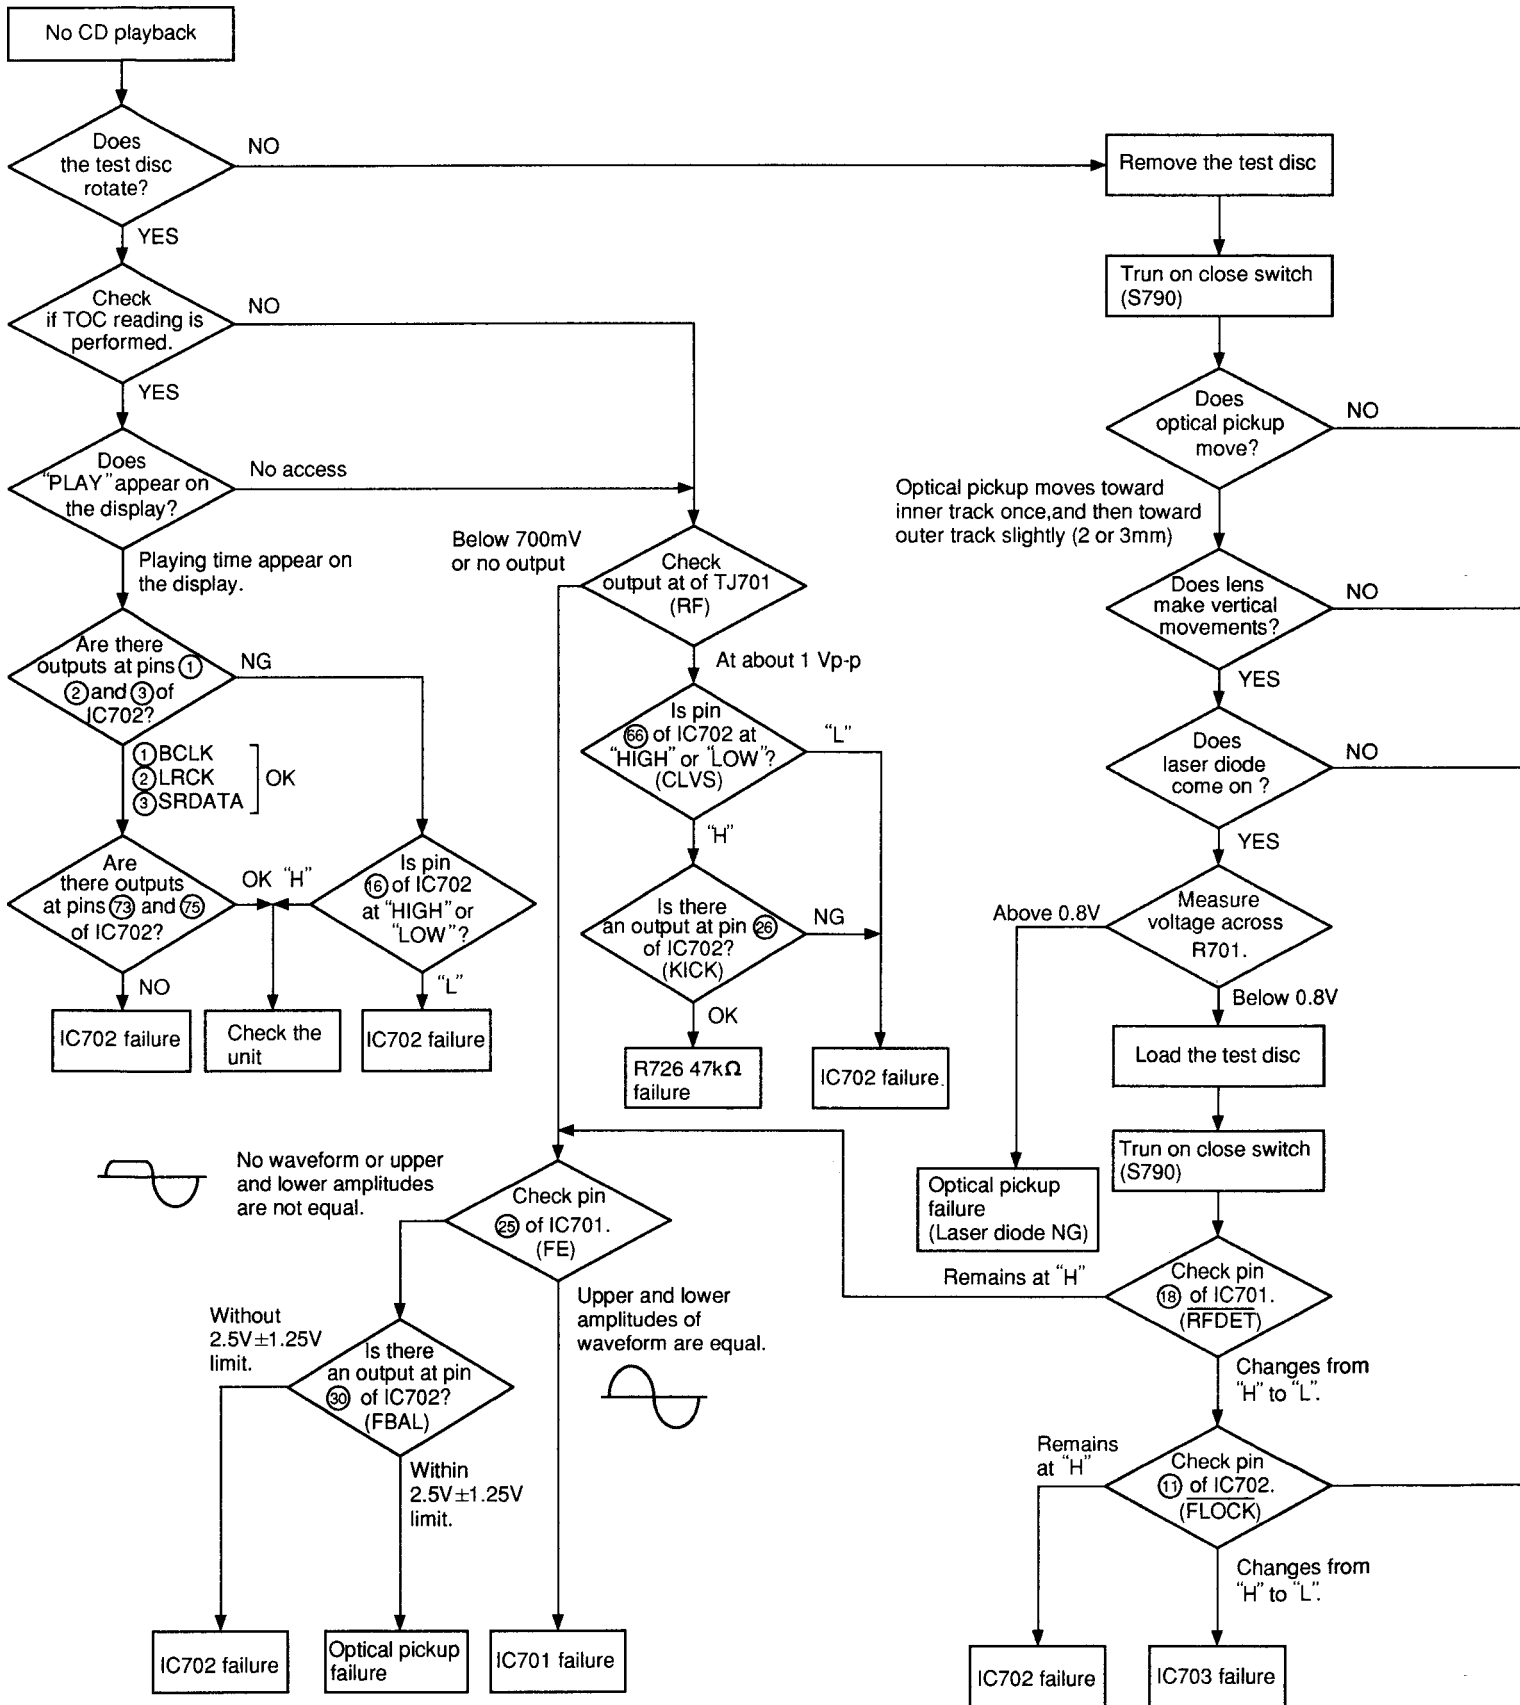 No CD playback
Does
the test disc
rotate?
NO
YES
Check
if TOC reading is
performed.
NO
YES
Does
“PLAY” appear on
the display?
No access
Playing time appear on
the display.
Are there
outputs at pins ①
② and ③ of
IC702?
NG
① BCLK
② LRCK
③ SRDATA
OK
Are
there outputs
at pins 73 and 75
of IC702?
OK
“H”
Is pin
16 of IC702
at “HIGH” or
“LOW”?
NO
“L”
IC702 failure
Check the
unit
IC702 failure
Below 700mV
or no output
Check
output at of TJ701
(RF)
At about 1 Vp-p
Is pin
66 of IC702 at
“HIGH” or “LOW”?
(CLVS)
“L”
“H”
Is there
an output at pin 26
of IC702?
(KICK)
NG
OK
R726 47kΩ
failure
IC702 failure.
No waveform or upper
and lower amplitudes
are not equal.
Check pin
25 of IC701.
(FE)
Without
2.5V±1.25V
limit.
Is there
an output at pin
30 of IC702?
(FBAL)
Upper and lower
amplitudes of
waveform are equal.
Within
2.5V±1.25V
limit.
IC702 failure
Optical pickup
failure
IC701 failure
Remove the test disc
Trun on close switch
(S790)
Does
optical pickup
move?
NO
Optical pickup moves toward
inner track once,and then toward
outer track slightly (2 or 3mm)
Does lens
make vertical
movements?
NO
YES
Does
laser diode
come on ?
NO
YES
Measure
voltage across
R701.
Above 0.8V
Below 0.8V
Load the test disc
Trun on close switch
(S790)
Optical pickup
failure
(Laser diode NG)
Remains at “H”
Check pin
18 of IC701.
(RFDET)
Changes from
“H” to “L”.
Remains
at “H”
Check pin
11 of IC702.
(FLOCK)
Changes from
“H” to “L”.
IC702 failure
IC703 failure